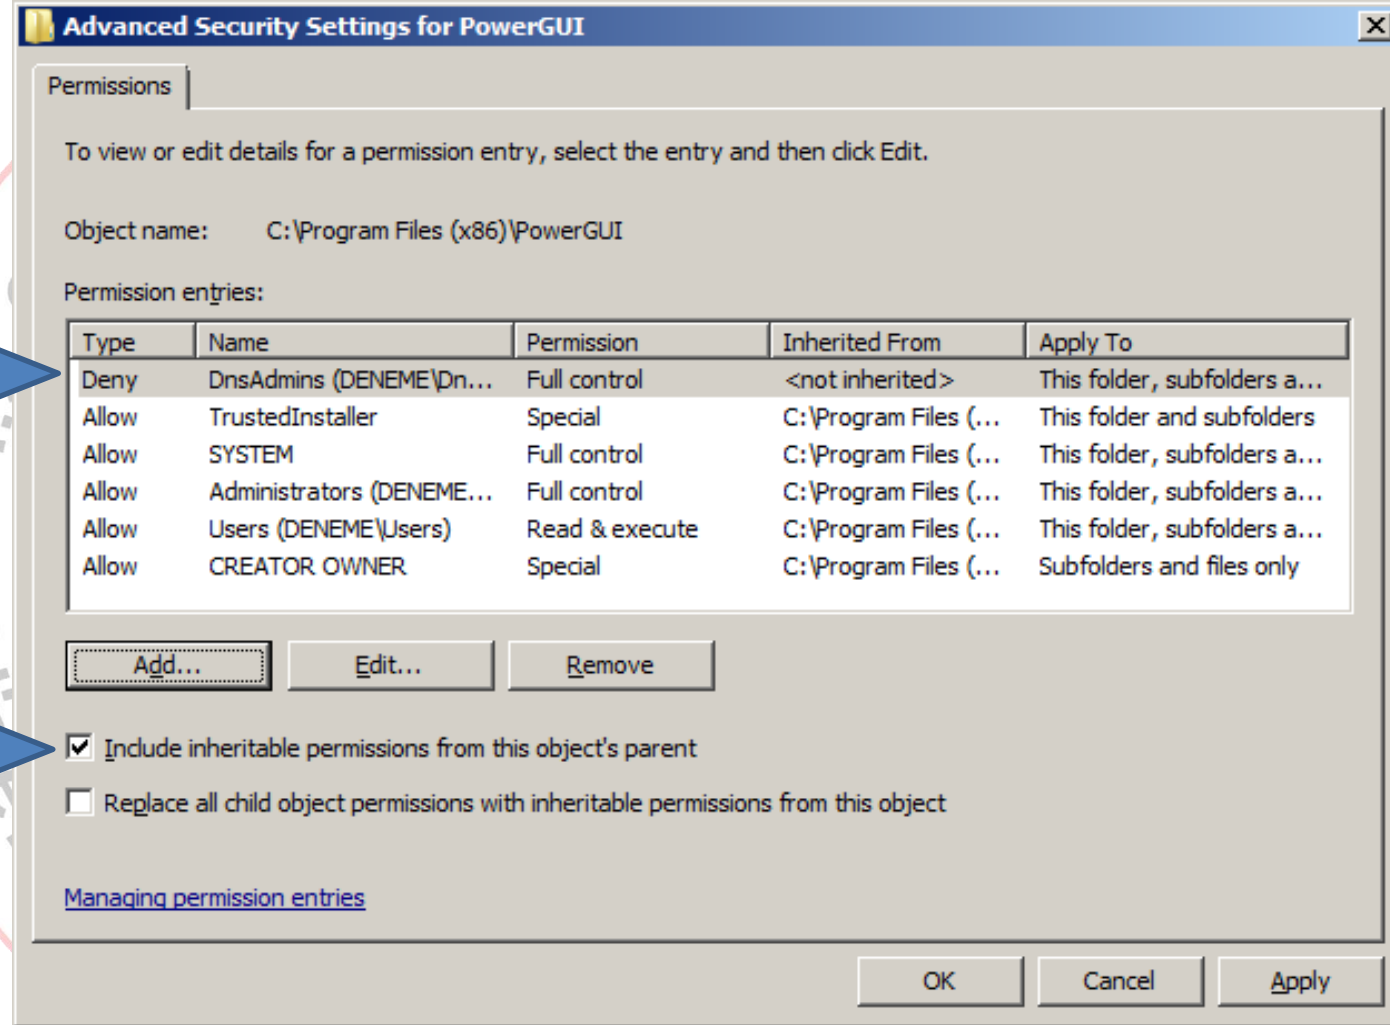 Advanced Security Settings for PowerGUI
Permissions
To view or edit details for a permission entry, select the entry and then click Edit.
Object name: C:\Program Files (x86)\PowerGUI
Permission entries:
Type Name Permission Inherited From Apply To
Deny DnsAdmins (DENEME\Dn... Full control <not inherited> This folder, subfolders a...
Allow TrustedInstaller Special C:\Program Files (... This folder and subfolders
Allow SYSTEM Full control C:\Program Files (... This folder, subfolders a...
Allow Administrators (DENEME... Full control C:\Program Files (... This folder, subfolders a...
Allow Users (DENEME\Users) Read & execute C:\Program Files (... This folder, subfolders a...
Allow CREATOR OWNER Special C:\Program Files (... Subfolders and files only
Add... Edit... Remove
Include inheritable permissions from this object's parent
Replace all child object permissions with inheritable permissions from this object
Managing permission entries
OK Cancel Apply